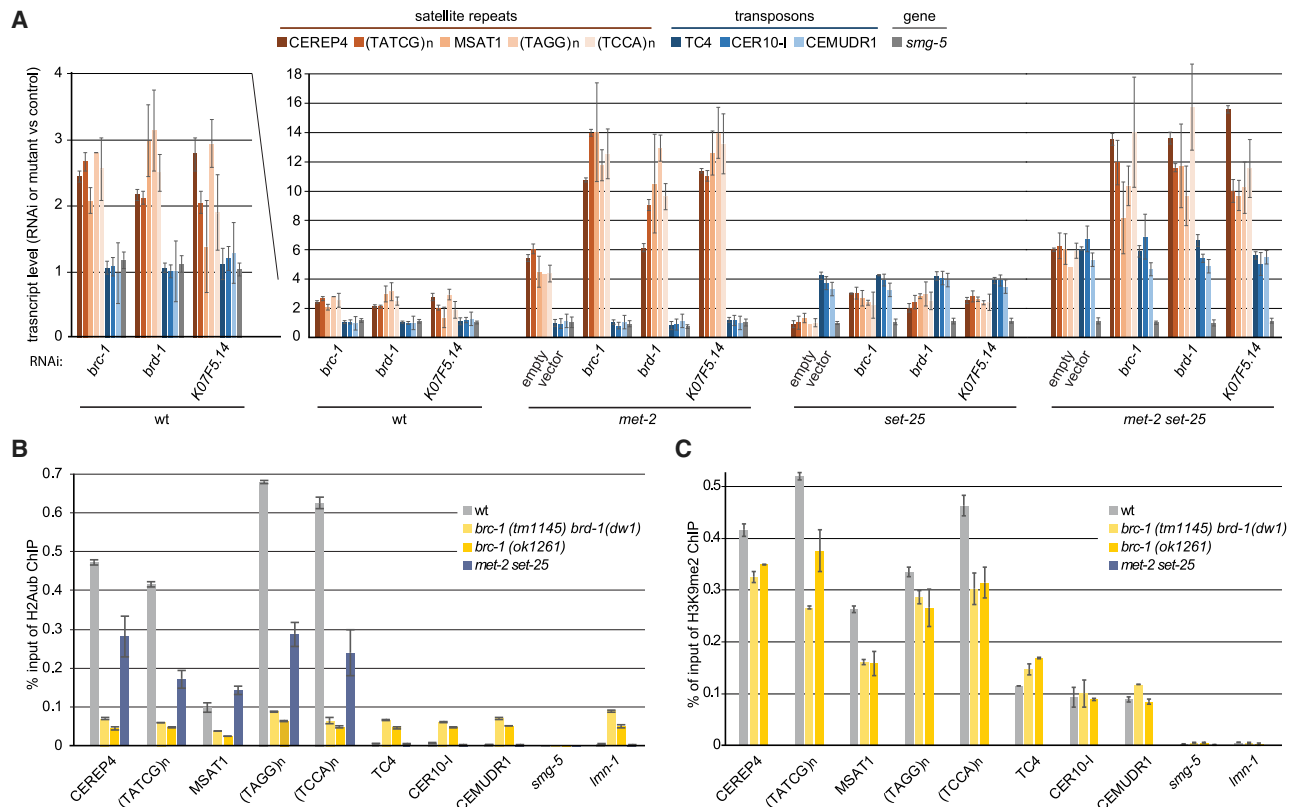 A
satellite repeats transposons gene
CEREP4 (TATCG)n MSAT1 (TAGG)n (TCCA)n TC4 CER10-I CEMUDR1 smg-5
trasncript level (RNAi or mutant vs control)
4
3
2
1
0
18
16
14
12
10
8
6
4
2
0
RNAi:
brc-1 brd-1 K07F5.14
wt
brc-1 brd-1 K07F5.14
wt
empty vector brc-1 brd-1 K07F5.14
met-2
empty vector brc-1 brd-1 K07F5.14
set-25
empty vector brc-1 brd-1 K07F5.14
met-2 set-25
B
% input of H2Aub ChIP
0.7
0.6
0.5
0.4
0.3
0.2
0.1
0
wt
brc-1 (tm1145) brd-1(dw1)
brc-1 (ok1261)
met-2 set-25
CEREP4 (TATCG)n MSAT1 (TAGG)n (TCCA)n TC4 CER10-I CEMUDR1 smg-5 lmn-1
C
% of input of H3K9me2 ChIP
0.5
0.4
0.3
0.2
0.1
0
wt
brc-1 (tm1145) brd-1(dw1)
brc-1 (ok1261)
met-2 set-25
CEREP4 (TATCG)n MSAT1 (TAGG)n (TCCA)n TC4 CER10-I CEMUDR1 smg-5 lmn-1